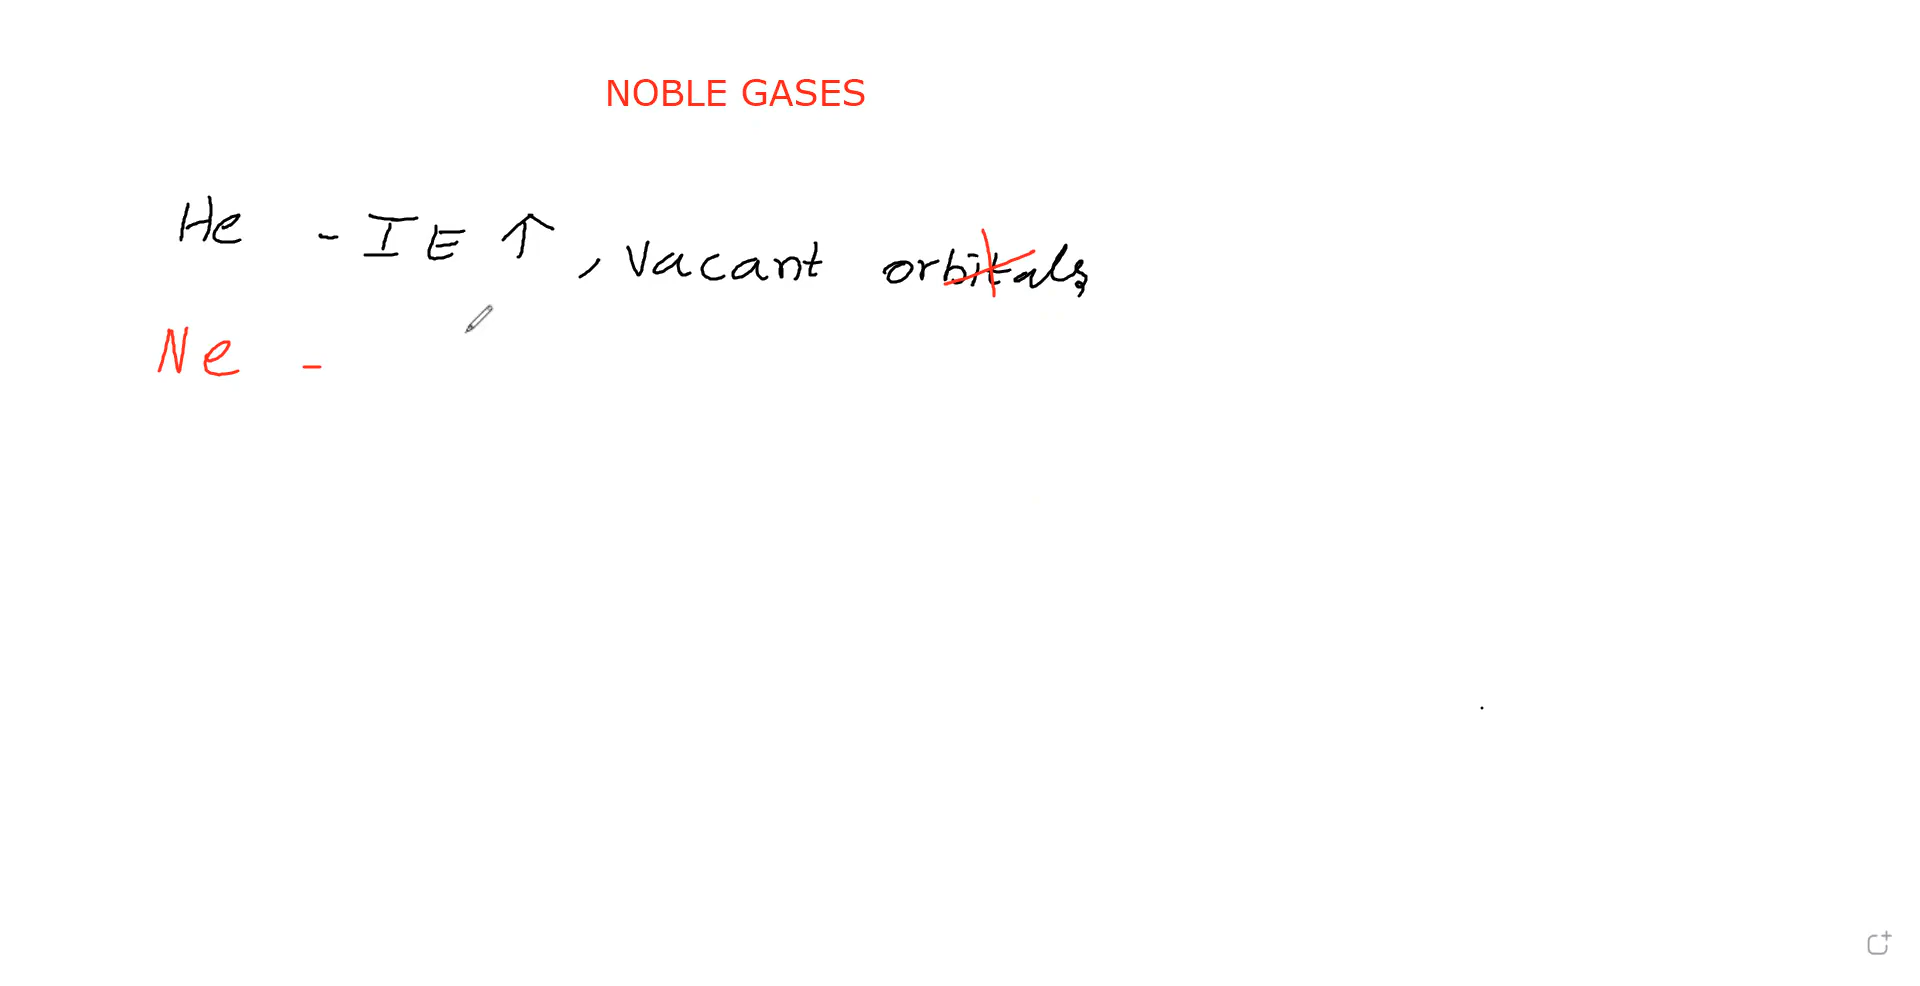 NOBLE GASES
He - IE ↑, Vacant orbitals
Ne -